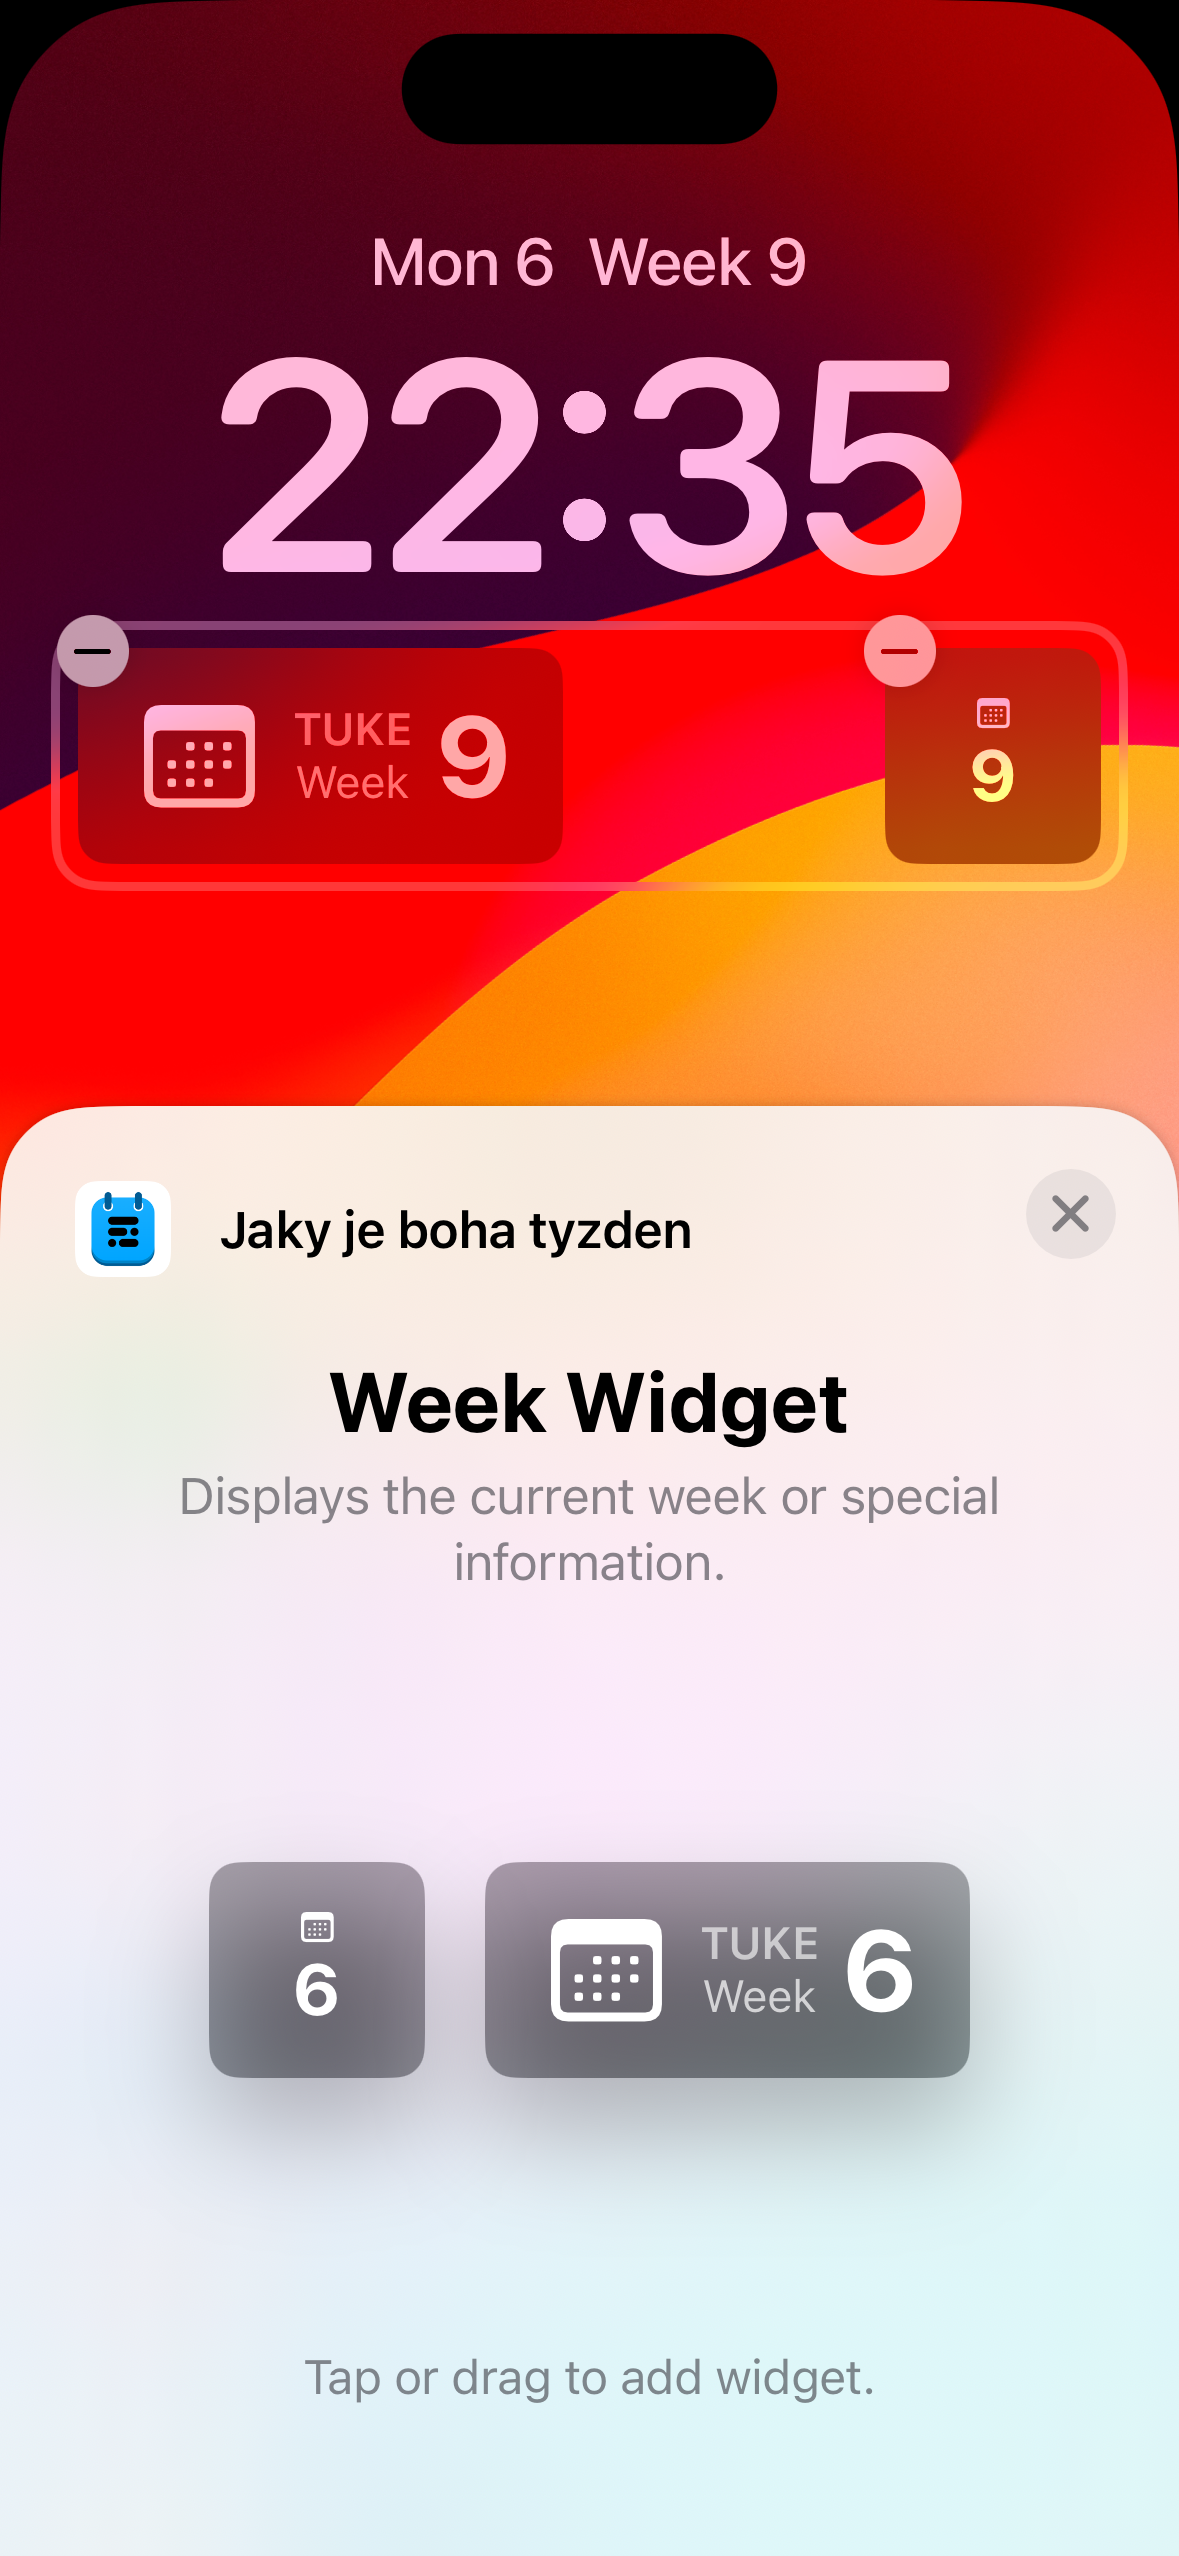 Mon 6 Week 9
22:35
TUKE
Week 9
9
Jaky je boha tyzden
Week Widget
Displays the current week or special
information.
6
TUKE
Week 6
Tap or drag to add widget.